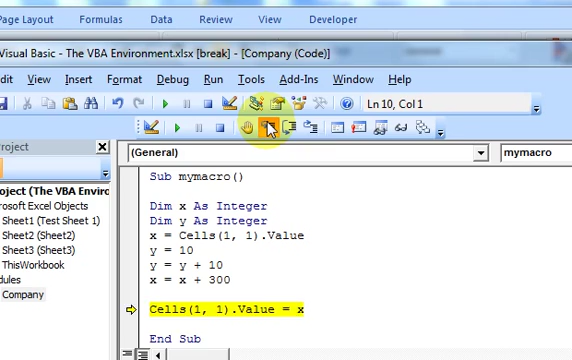 Page Layout Formulas Data Review View Developer
Visual Basic - The VBA Environment.xlsx [break] - [Company (Code)]
dit View Insert Format Debug Run Tools Add-Ins Window Help
Ln 10, Col 1
roject
(General) mymacro
roject (The VBA Enviro
rosoft Excel Objects
Sheet1 (Test Sheet 1)
Sheet2 (Sheet2)
Sheet3 (Sheet3)
ThisWorkbook
dules
Company
Sub mymacro()
Dim x As Integer
Dim y As Integer
x = Cells(1, 1).Value
y = 10
y = y + 10
x = x + 300
Cells(1, 1).Value = x
End Sub